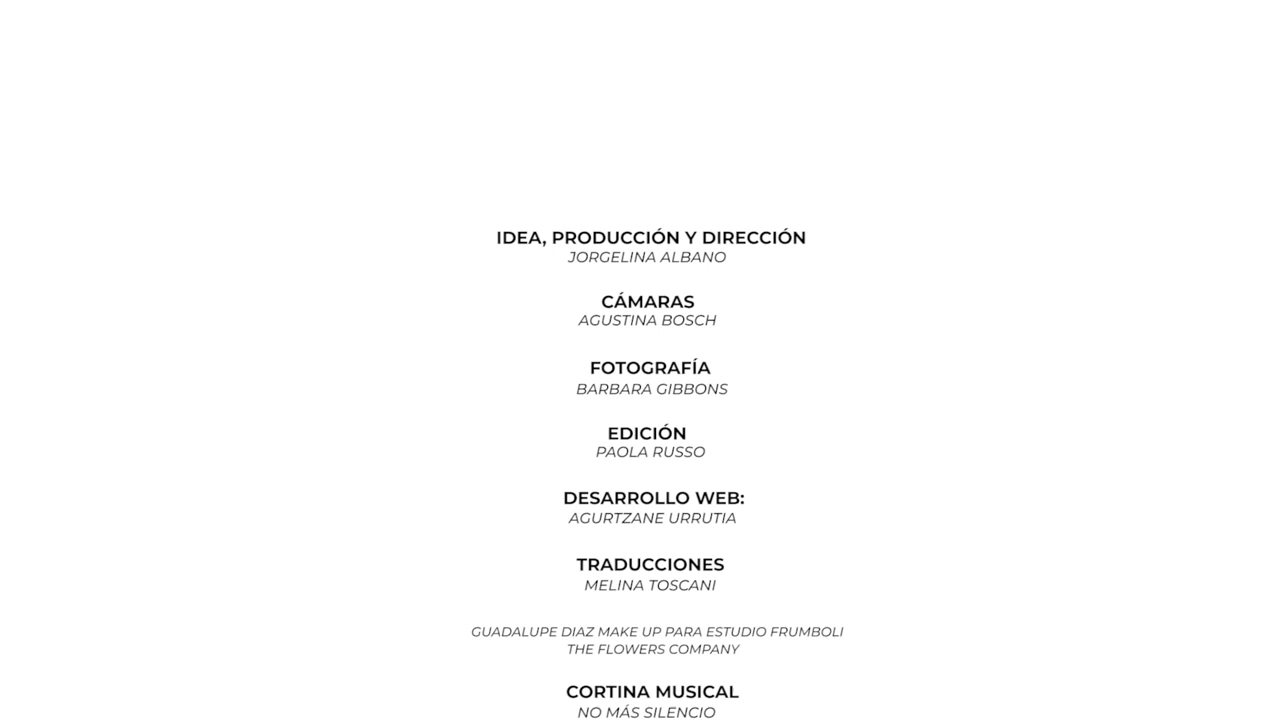 IDEA, PRODUCCIÓN Y DIRECCIÓN
JORGELINA ALBANO
CÁMARAS
AGUSTINA BOSCH
FOTOGRAFÍA
BARBARA GIBBONS
EDICIÓN
PAOLA RUSSO
DESARROLLO WEB:
AGURTZANE URRUTIA
TRADUCCIONES
MELINA TOSCANI
GUADALUPE DIAZ MAKE UP PARA ESTUDIO FRUMBOLI
THE FLOWERS COMPANY
CORTINA MUSICAL
NO MÁS SILENCIO